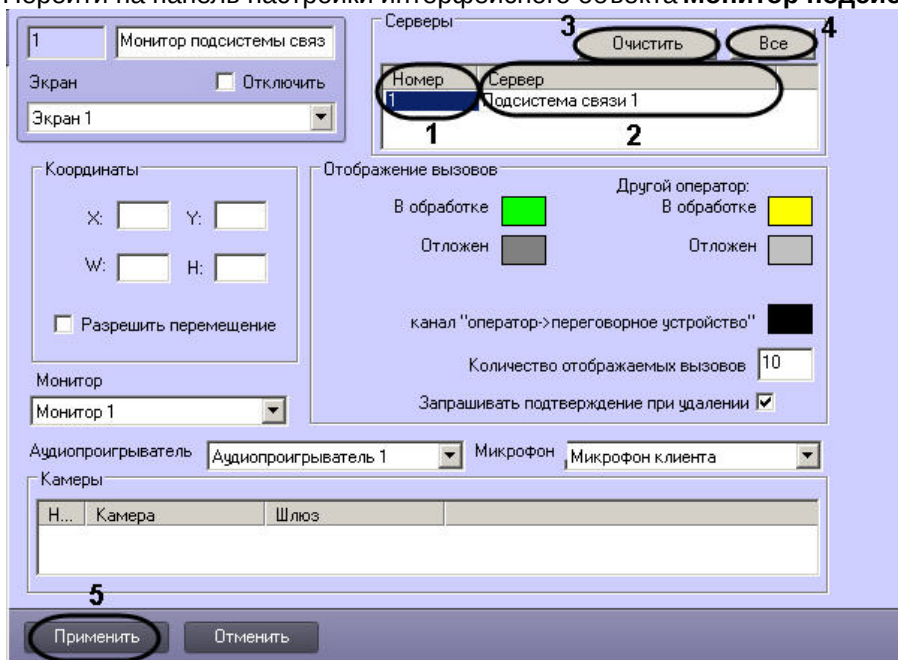 Перейти на панель настройки интерфейсного объекта Монитор
1 Монитор подсистемы связ
Экран Отключить
Экран 1
Серверы
3 4
Очистить Все
Номер Сервер
1 Подсистема связи 1
1 2
Координаты
X: Y:
W: H:
Разрешить перемещение
Отображение вызовов
Другой оператор:
В обработке В обработке
Отложен Отложен
канал "оператор->переговорное устройство"
Количество отображаемых вызовов 10
Запрашивать подтверждение при удалении
Монитор
Монитор 1
Аудиопроигрыватель Аудиопроигрыватель 1 Микрофон Микрофон клиента
Камеры
Н... Камера Шлюз
5
Применить Отменить